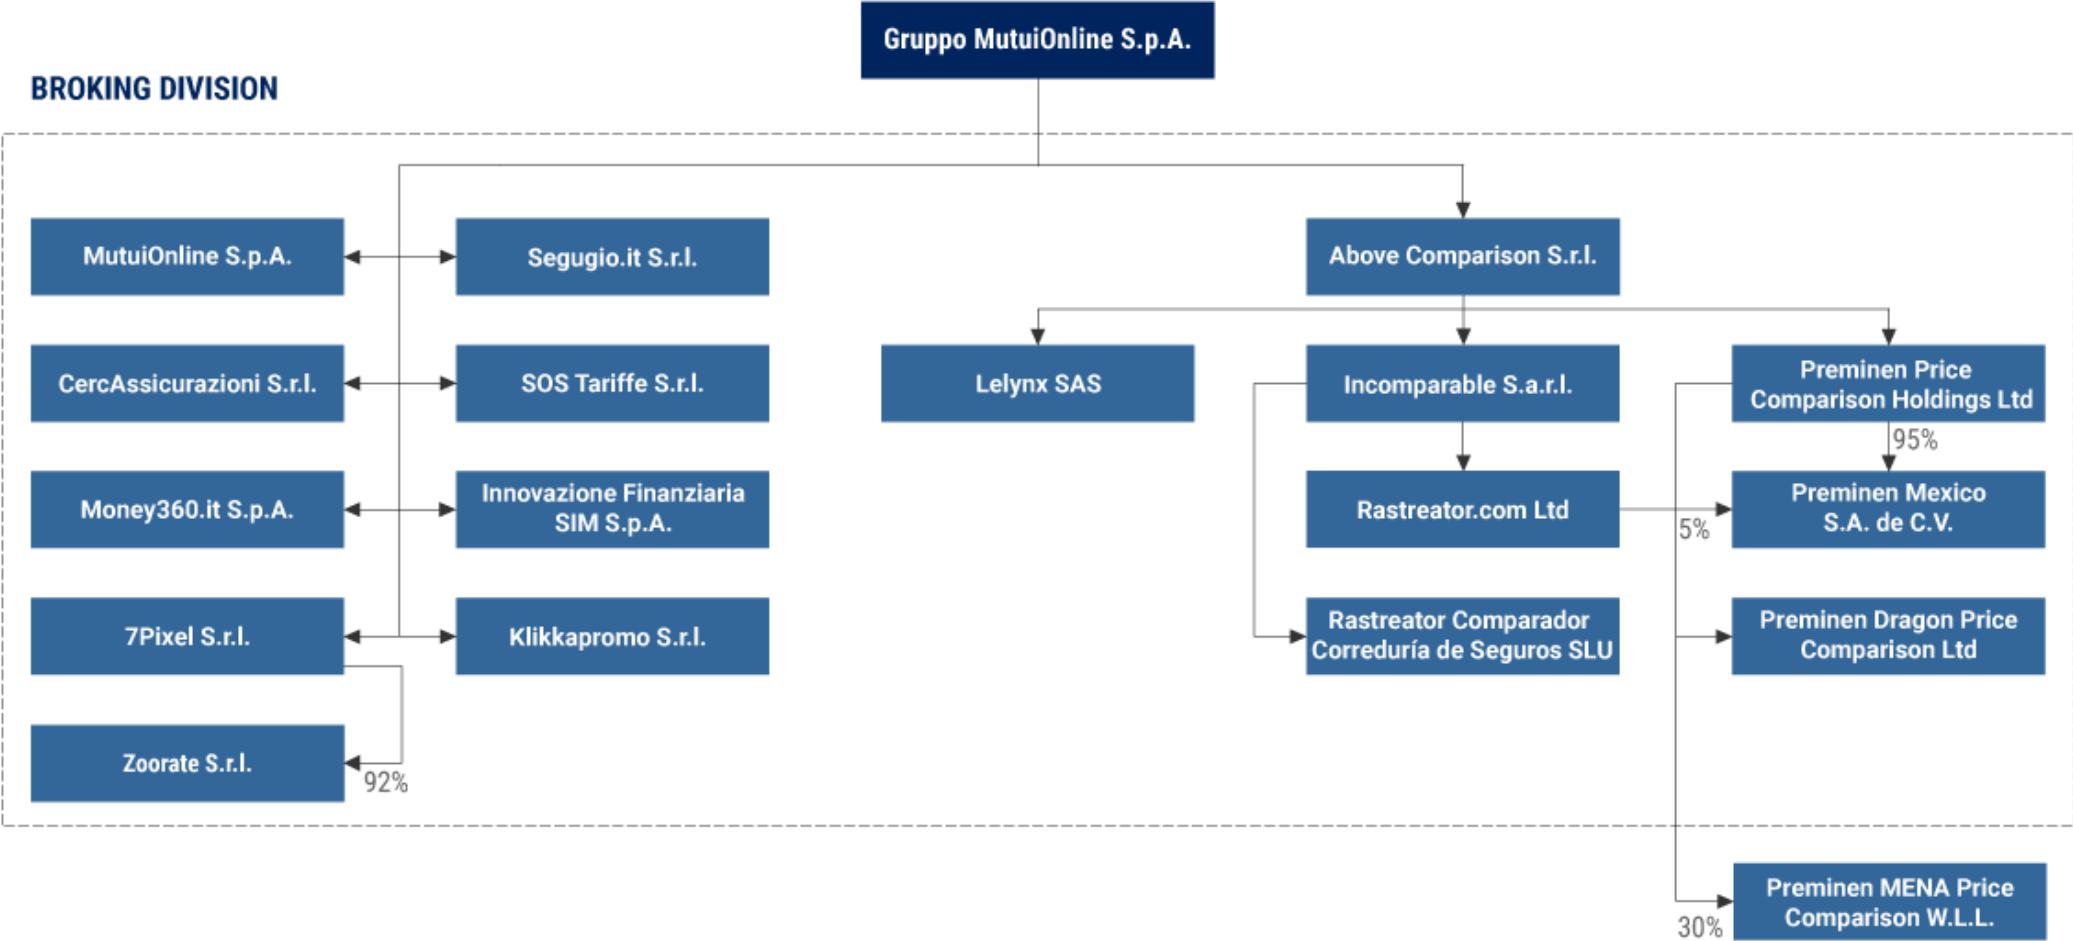 Gruppo MutuiOnline S.p.A.
BROKING DIVISION
MutuiOnline S.p.A.
Segugio.it S.r.l.
Above Comparison S.r.l.
CercAssicurazioni S.r.l.
SOS Tariffe S.r.l.
Lelynx SAS
Incomparable S.a.r.l.
Preminen Price
Comparison Holdings Ltd
95%
Money360.it S.p.A.
Innovazione Finanziaria
SIM S.p.A.
Rastreator.com Ltd
5%
Preminen Mexico
S.A. de C.V.
7Pixel S.r.l.
Klikkapromo S.r.l.
Rastreator Comparador
Correduría de Seguros SLU
Preminen Dragon Price
Comparison Ltd
Zoorate S.r.l.
92%
Preminen MENA Price
Comparison W.L.L.
30%